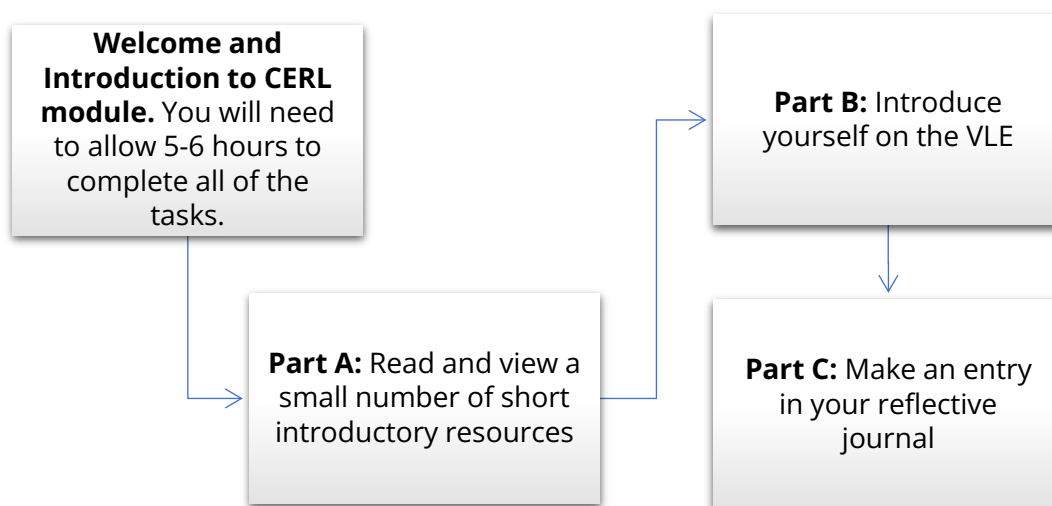 Welcome and
Introduction to CERL
module. You will need
to allow 5-6 hours to
complete all of the
tasks.
Part A: Read and view a
small number of short
introductory resources
Part B: Introduce
yourself on the VLE
Part C: Make an entry
in your reflective
journal